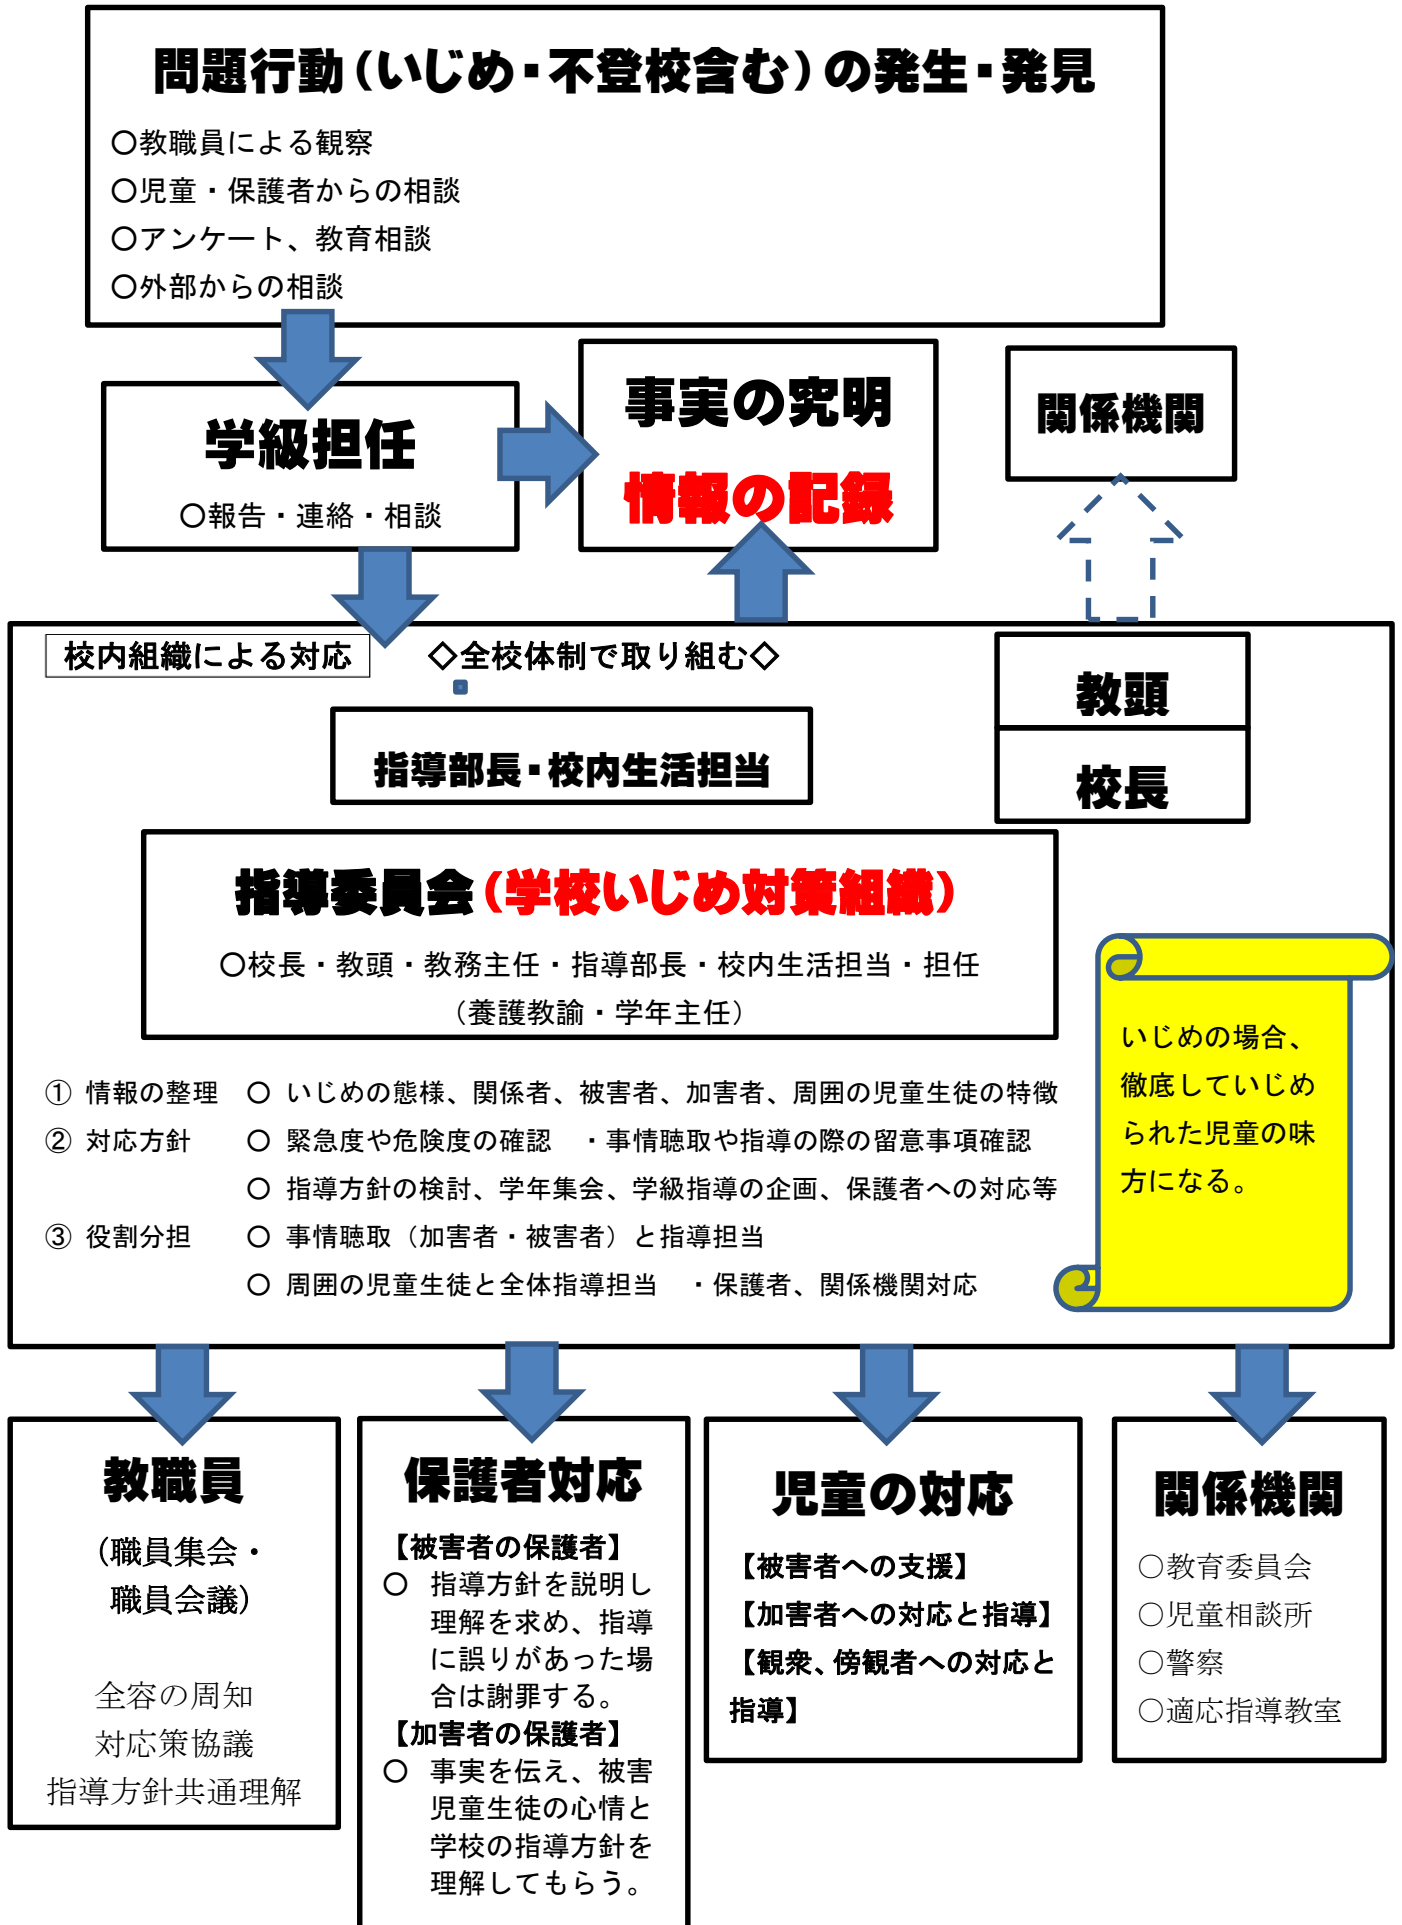 問題行動（いじめ・不登校含む）の発生・発見
○教職員による観察
○児童・保護者からの相談
○アンケート、教育相談
○外部からの相談
学級担任
○報告・連絡・相談
事実の究明
情報の記録
関係機関
校内組織による対応
◇全校体制で取り組む◇
教頭
校長
指導部長・校内生活担当
指導委員会（学校いじめ対策組織）
○校長・教頭・教務主任・指導部長・校内生活担当・担任
（養護教諭・学年主任）
いじめの場合、
徹底していじめ
られた児童の味
方になる。
① 情報の整理 ○ いじめの態様、関係者、被害者、加害者、周囲の児童生徒の特徴
② 対応方針 ○ 緊急度や危険度の確認 ・事情聴取や指導の際の留意事項確認
○ 指導方針の検討、学年集会、学級指導の企画、保護者への対応等
③ 役割分担 ○ 事情聴取（加害者・被害者）と指導担当
○ 周囲の児童生徒と全体指導担当 ・保護者、関係機関対応
教職員
（職員集会・
職員会議）
全容の周知
対応策協議
指導方針共通理解
保護者対応
【被害者の保護者】
○ 指導方針を説明し
理解を求め、指導
に誤りがあった場
合は謝罪する。
【加害者の保護者】
○ 事実を伝え、被害
児童生徒の心情と
学校の指導方針を
理解してもらう。
児童の対応
【被害者への支援】
【加害者への対応と指導】
【観衆、傍観者への対応と
指導】
関係機関
○教育委員会
○児童相談所
○警察
○適応指導教室